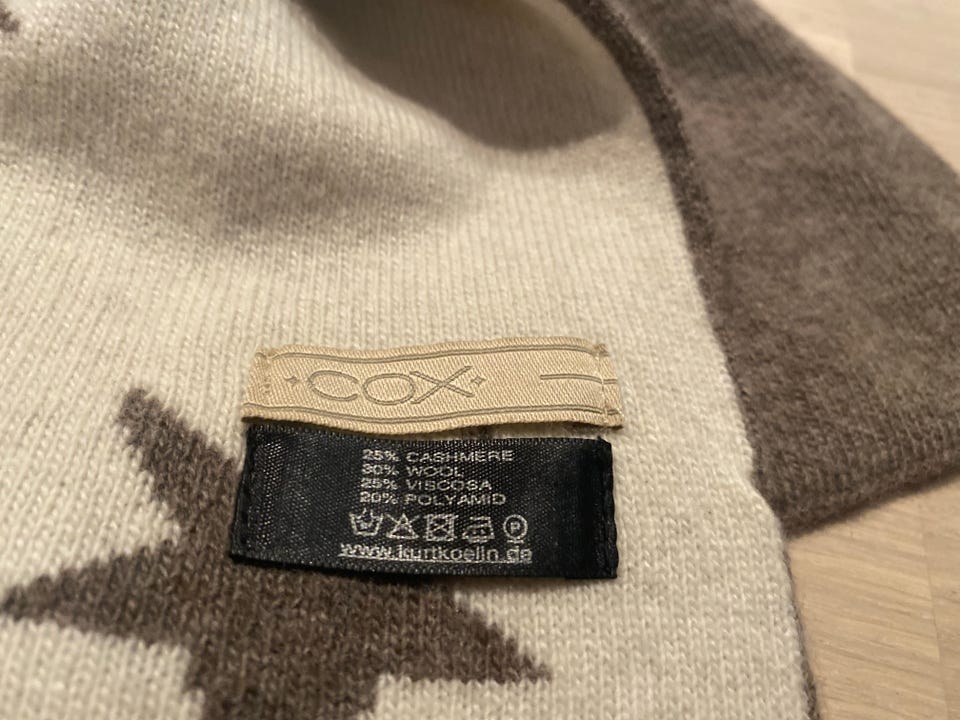 COX
25% CASHMERE
30% WOOL
25% VISCOSA
20% POLYAMID
P
www.kurtkoelln.de